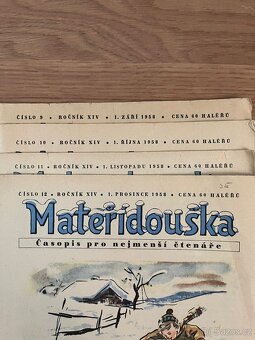 ČÍSLO 9 • ROČNÍK XIV • 1. ZÁŘÍ 1958 • CENA 60 HALÉŘŮ
ČÍSLO 10 • ROČNÍK XIV • 1. ŘÍJNA 1958 • CENA 60 HALÉŘŮ
ČÍSLO 11 • ROČNÍK XIV • 1. LISTOPADU 1958 • CENA 60 HALÉŘŮ
ČÍSLO 12 • ROČNÍK XIV • 1. PROSINCE 1958 • CENA 60 HALÉŘŮ
Mateřídouška
Časopis pro nejmenší čtenáře